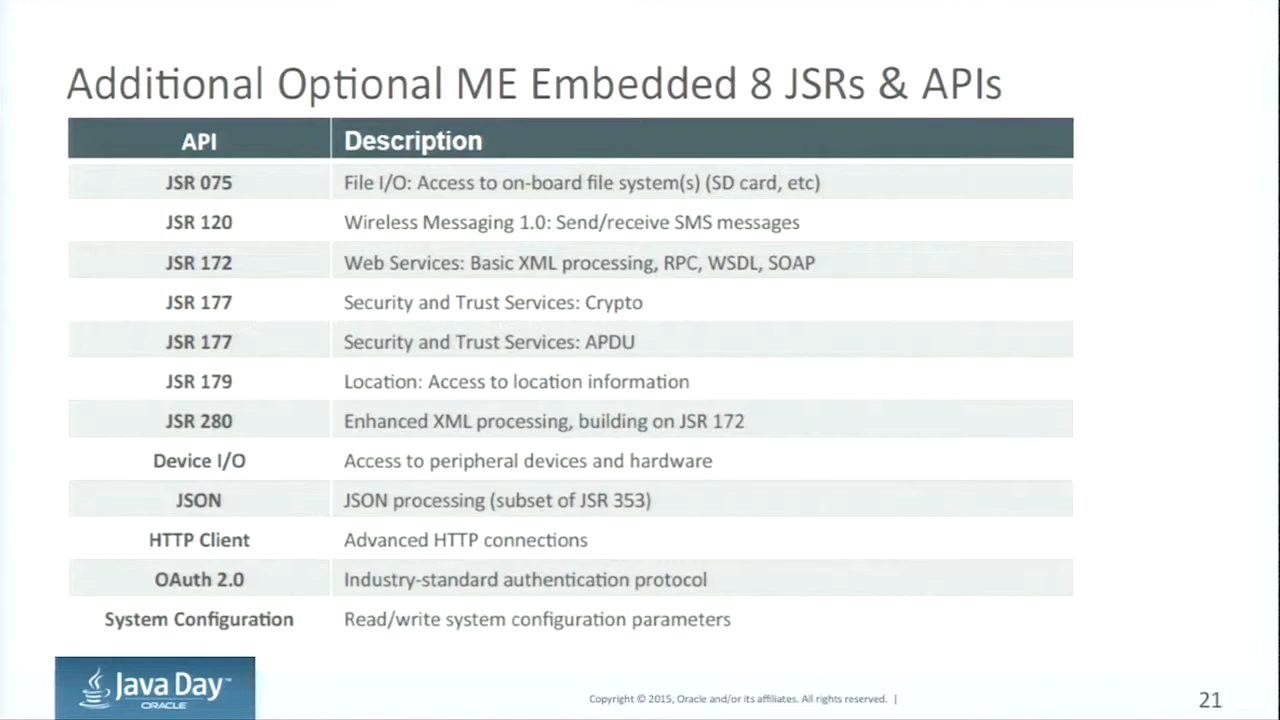 Additional Optional ME Embedded 8 JSRs & APIs
API Description
JSR 075 File I/O: Access to on-board file system(s) (SD card, etc)
JSR 120 Wireless Messaging 1.0: Send/receive SMS messages
JSR 172 Web Services: Basic XML processing, RPC, WSDL, SOAP
JSR 177 Security and Trust Services: Crypto
JSR 177 Security and Trust Services: APDU
JSR 179 Location: Access to location information
JSR 280 Enhanced XML processing, building on JSR 172
Device I/O Access to peripheral devices and hardware
JSON JSON processing (subset of JSR 353)
HTTP Client Advanced HTTP connections
OAuth 2.0 Industry-standard authentication protocol
System Configuration Read/write system configuration parameters
Java Day™
ORACLE
Copyright © 2015, Oracle and/or its affiliates. All rights reserved. |
21